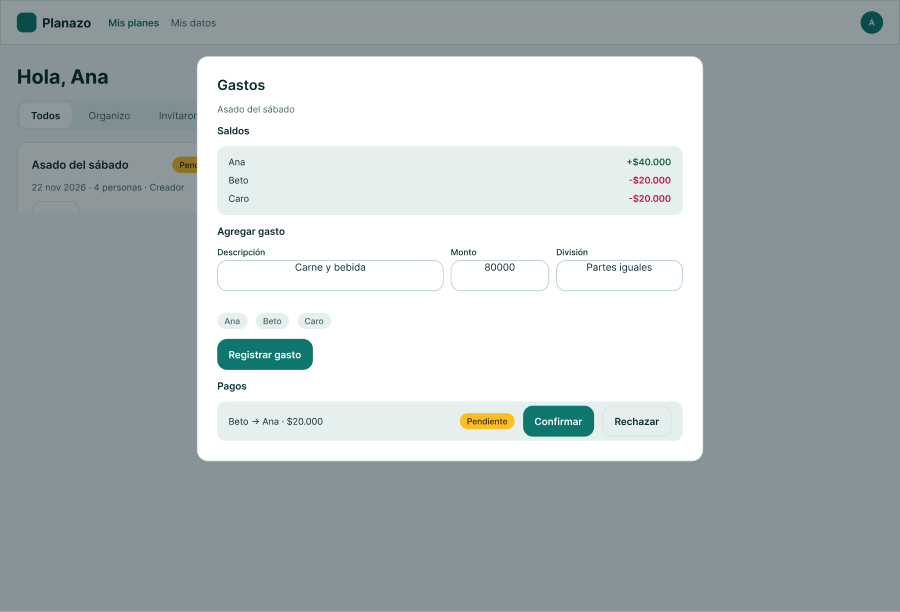 Planazo Mis planes Mis datos A
Hola, Ana
Todos Organizo Invitaron
Asado del sábado Pend
22 nov 2026 · 4 personas · Creador
Gastos
Asado del sábado
Saldos
Ana +$40.000
Beto -$20.000
Caro -$20.000
Agregar gasto
Descripción Monto División
Carne y bebida 80000 Partes iguales
Ana Beto Caro
Registrar gasto
Pagos
Beto → Ana · $20.000 Pendiente Confirmar Rechazar